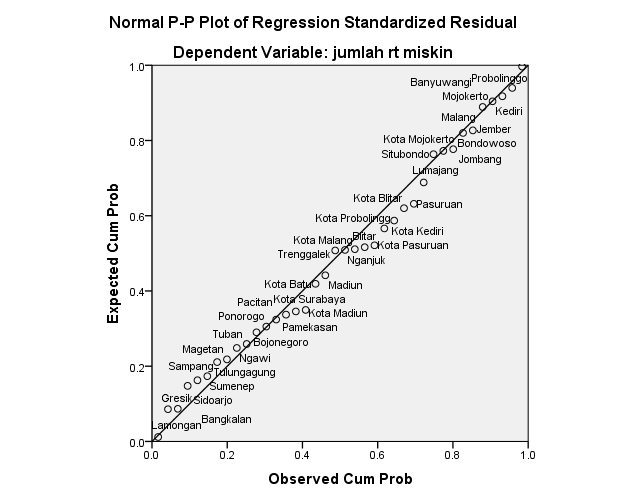 Normal P-P Plot of Regression Standardized Residual
Dependent Variable: jumlah rt miskin
1.0
Banyuwangi Probolinggo
Mojokerto
Kediri
Malang
Jember
0.8
Kota Mojokerto
Bondowoso
Situbondo
Jombang
Lumajang
Kota Blitar
Pasuruan
0.6
Kota Probolingg
Kota Kediri
Kota Malang Blitar
Kota Pasuruan
Trenggalek
Nganjuk
Kota Batu
Madiun
0.4
Pacitan Kota Surabaya
Ponorogo
Kota Madiun
Pamekasan
Tuban
Bojonegoro
Magetan
Ngawi
0.2
Sampang
Tulungagung
Sumenep
Gresik
Sidoarjo
Bangkalan
Lamongan
0.0
0.0 0.2 0.4 0.6 0.8 1.0
Observed Cum Prob
Expected Cum Prob